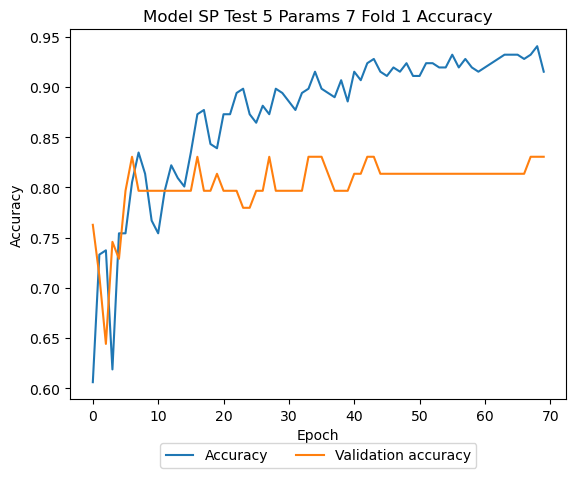 Model SP Test 5 Params 7 Fold 1 Accuracy
0.95
0.90
0.85
0.80
0.75
0.70
0.65
0.60
Accuracy
0 10 20 30 40 50 60 70
Epoch
Accuracy Validation accuracy